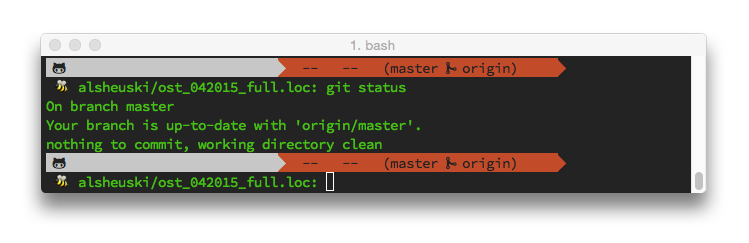 1. bash
-- -- (master origin)
alsheuski/ost_042015_full.loc: git status
On branch master
Your branch is up-to-date with 'origin/master'.
nothing to commit, working directory clean
-- -- (master origin)
alsheuski/ost_042015_full.loc: